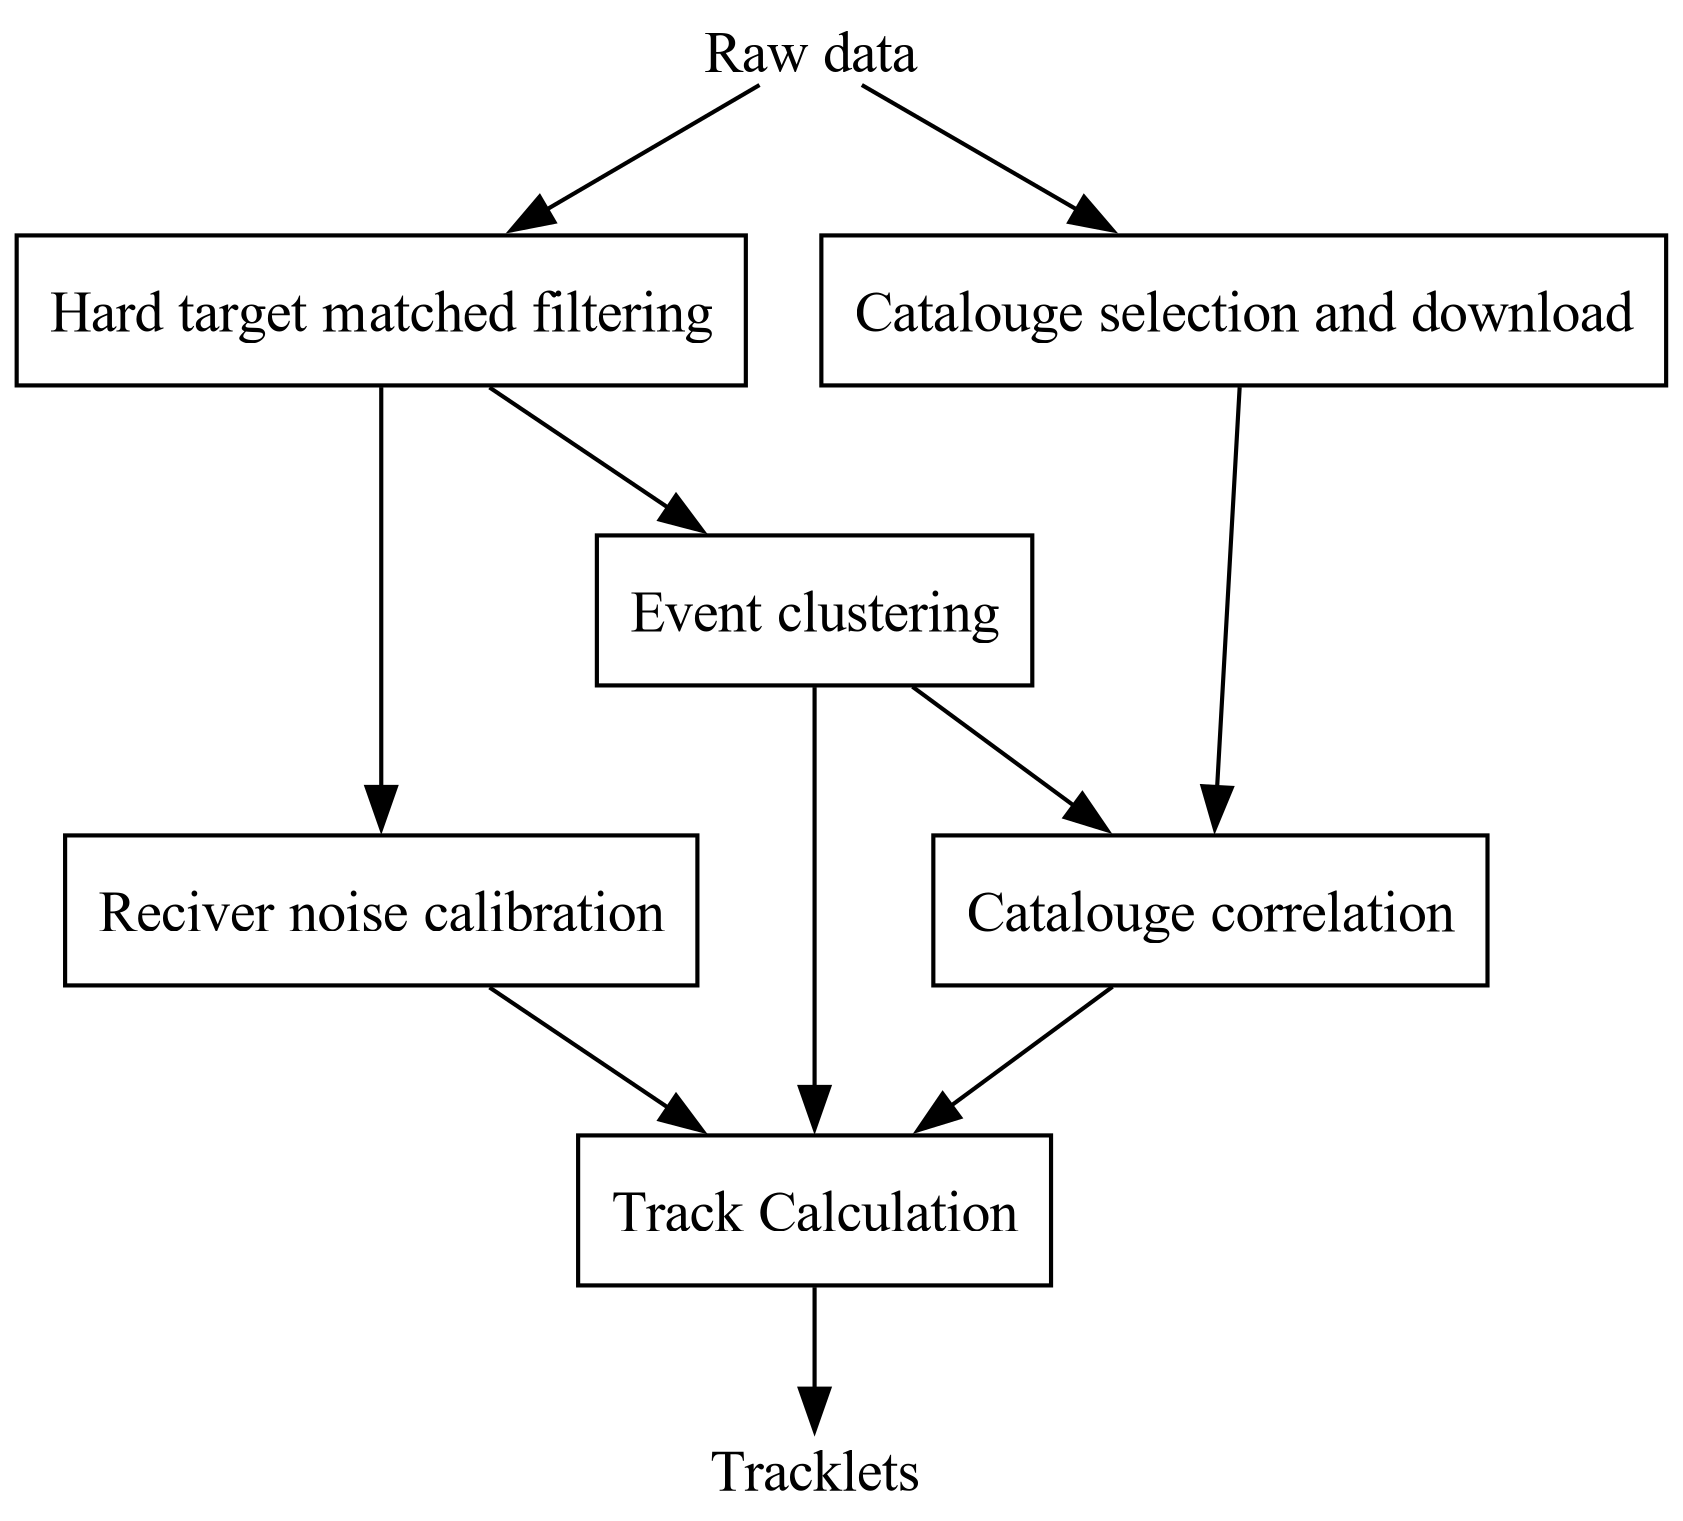 Raw data
Hard target matched filtering
Catalouge selection and download
Event clustering
Reciver noise calibration
Catalouge correlation
Track Calculation
Tracklets